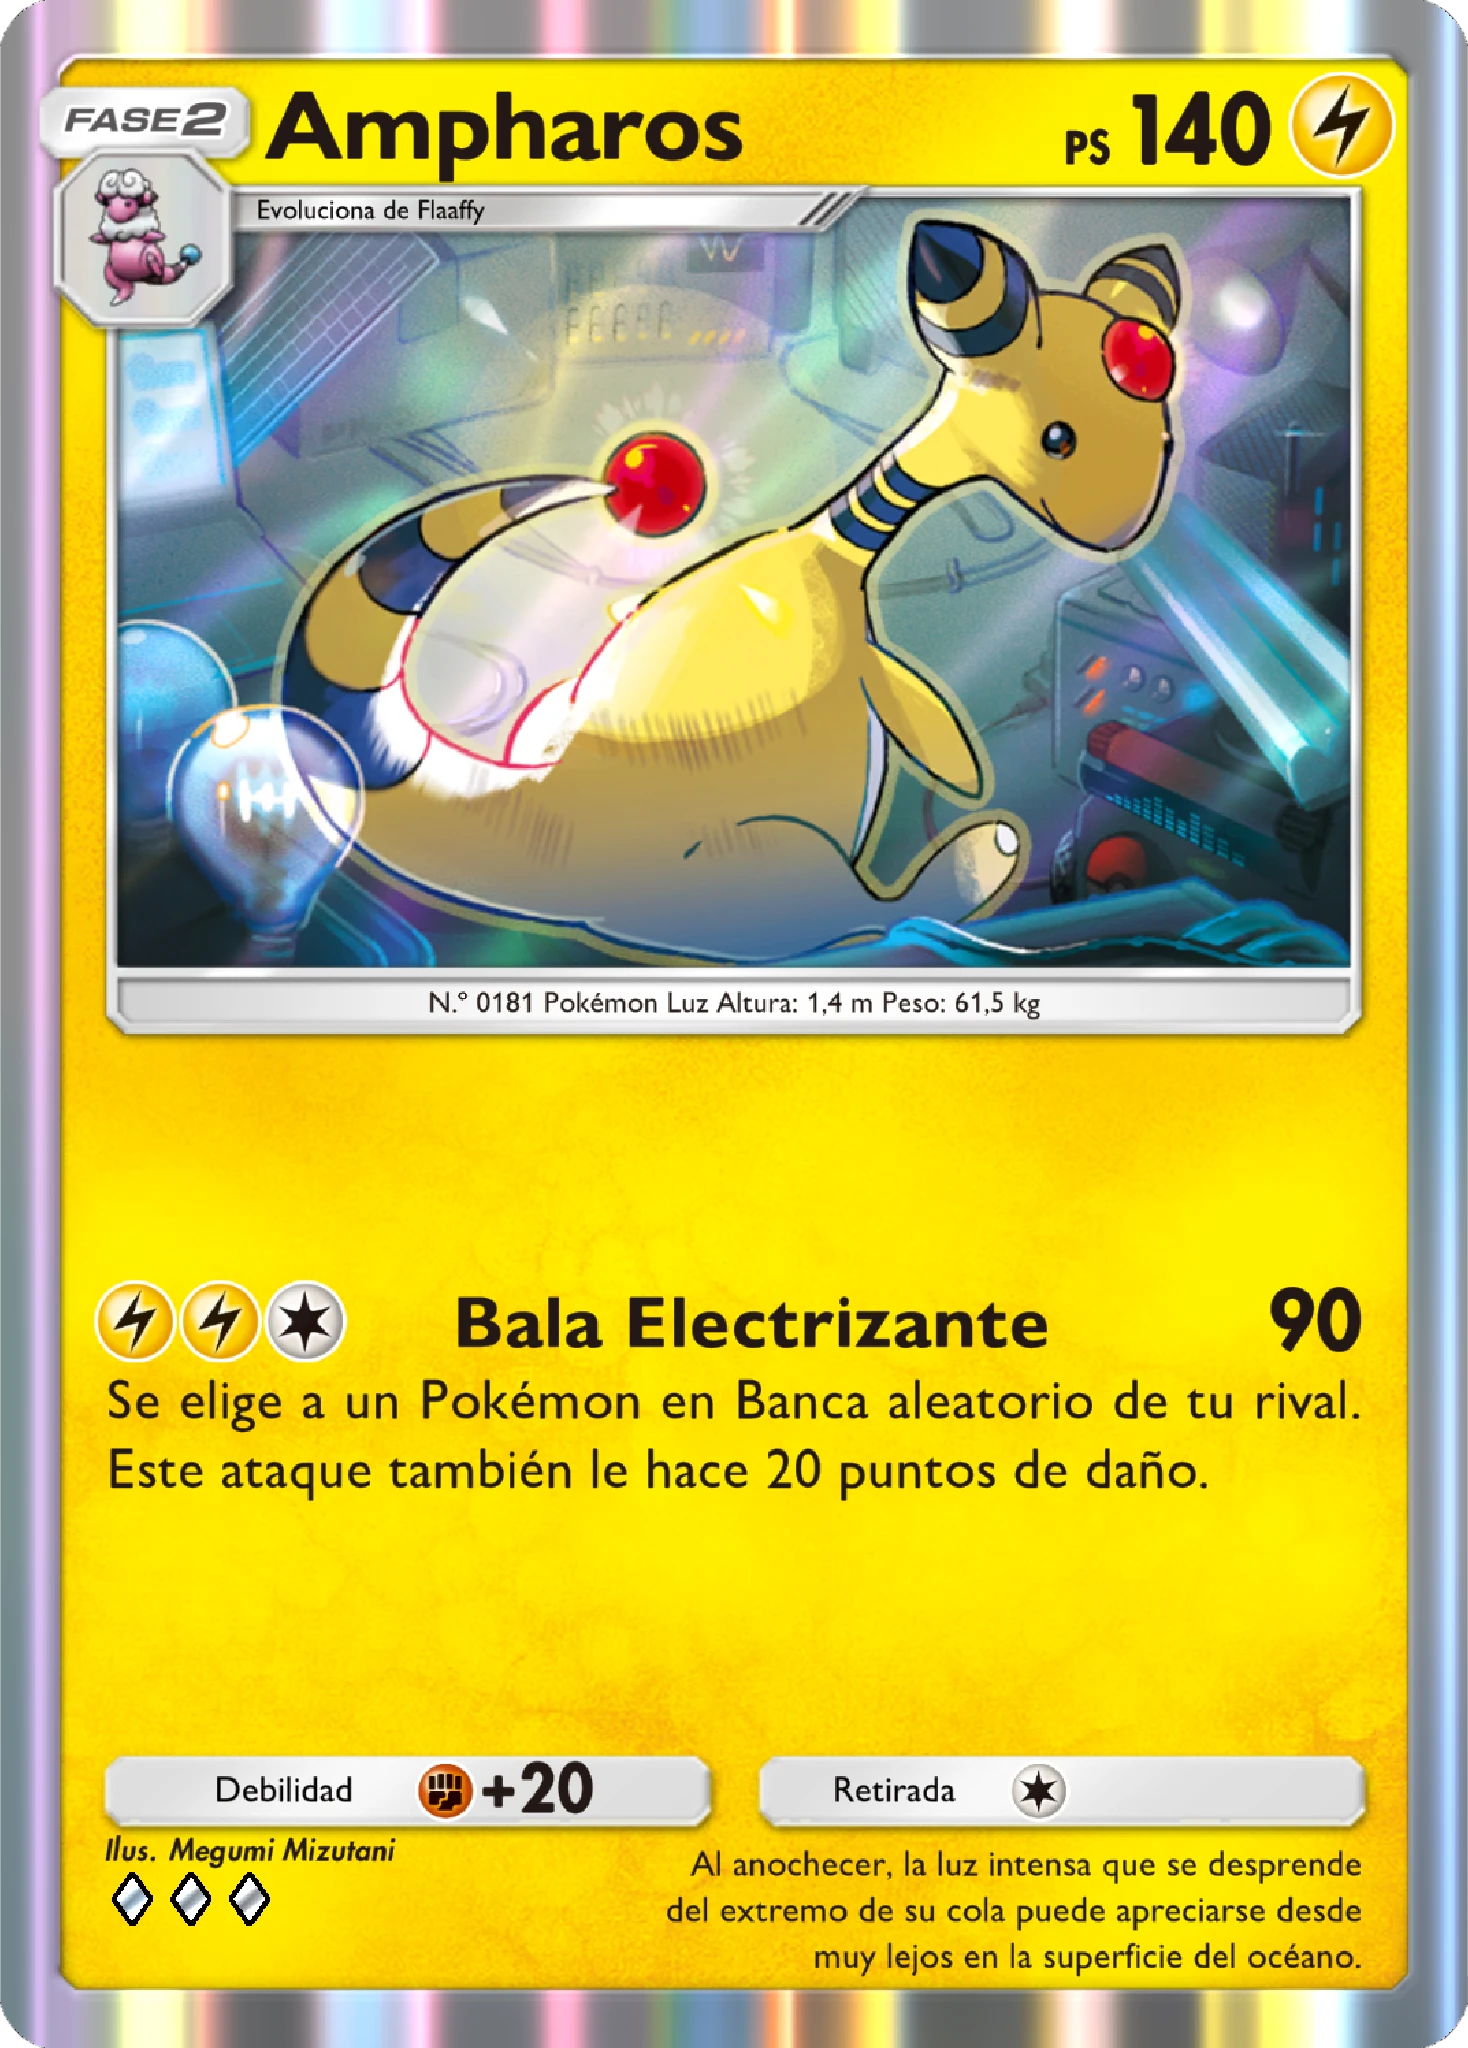 FASE 2
Ampharos
PS 140
Evoluciona de Flaaffy
N.º 0181 Pokémon Luz Altura: 1,4 m Peso: 61,5 kg
Bala Electrizante 90
Se elige a un Pokémon en Banca aleatorio de tu rival.
Este ataque también le hace 20 puntos de daño.
Debilidad +20
Retirada
Ilus. Megumi Mizutani
Al anochecer, la luz intensa que se desprende
del extremo de su cola puede apreciarse desde
muy lejos en la superficie del océano.